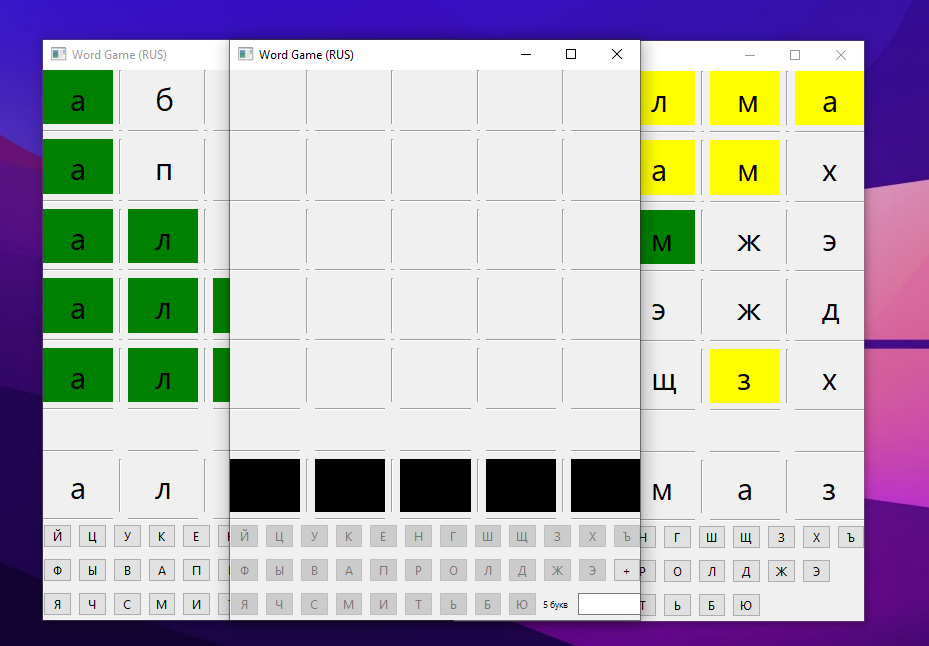 Word Game (RUS)
а б
а п
а л
а л
а л
а л
Й Ц У К Е
Ф Ы В А П
Я Ч С М И
Word Game (RUS)
Й Ц У К Е Н Г Ш Щ З Х Ъ
Ф Ы В А П Р О Л Д Ж Э +
Я Ч С М И Т Ь Б Ю 5 букв
л м а
а м х
м ж э
э ж д
щ з х
м а з
Н Г Ш Щ З Х Ъ
Р О Л Д Ж Э
Т Ь Б Ю